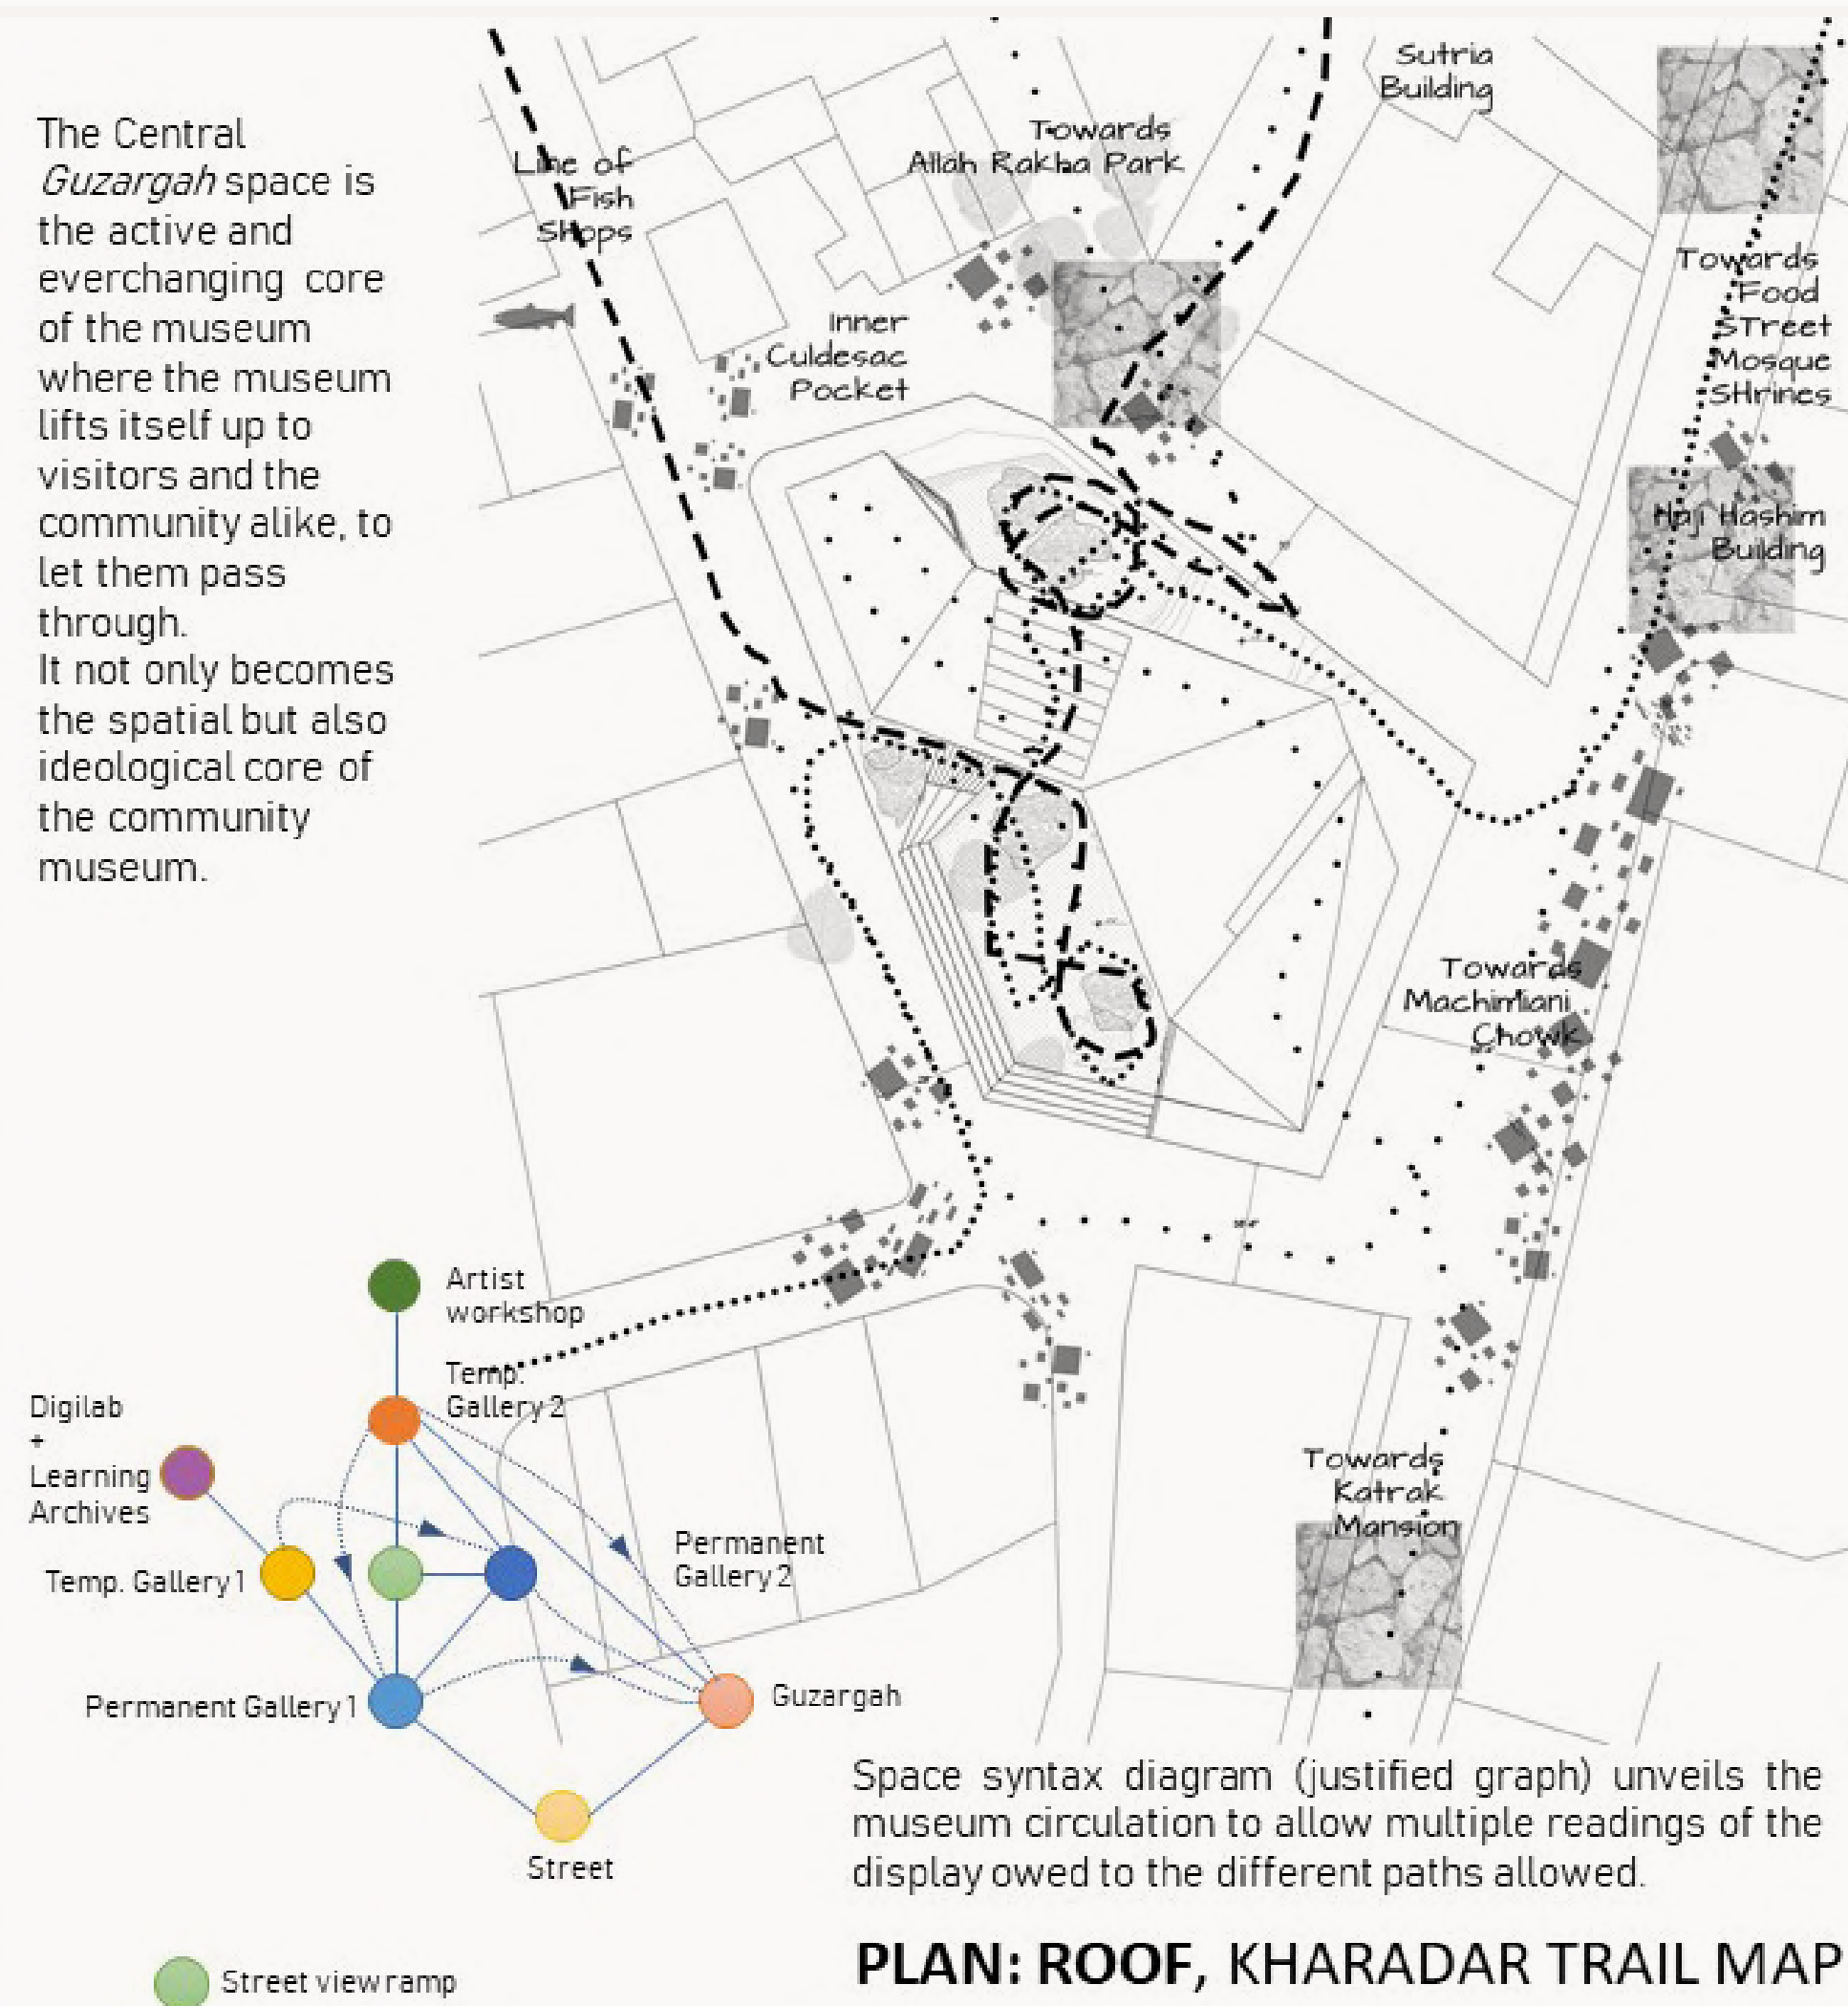 The Central
Guzargah space is
the active and
everchanging core
of the museum
where the museum
lifts itself up to
visitors and the
community alike, to
let them pass
through.
It not only becomes
the spatial but also
ideological core of
the community
museum.
Line of
Fish
SHops
Towards
Allah Rakha Park
Sutria
Building
Inner
Culdesac
Pocket
Towards
Food
STreet
Mosque
SHrines
Haji Hashim
Building
Towards
Machimiani
Chowk
Towards
Katrak
Mansion
Artist
workshop
Temp.
Gallery 2
Digilab
+
Learning
Archives
Temp. Gallery 1
Permanent
Gallery 2
Permanent Gallery 1
Guzargah
Street
Street view ramp
Space syntax diagram (justified graph) unveils the
museum circulation to allow multiple readings of the
display owed to the different paths allowed.
PLAN: ROOF, KHARADAR TRAIL MAP